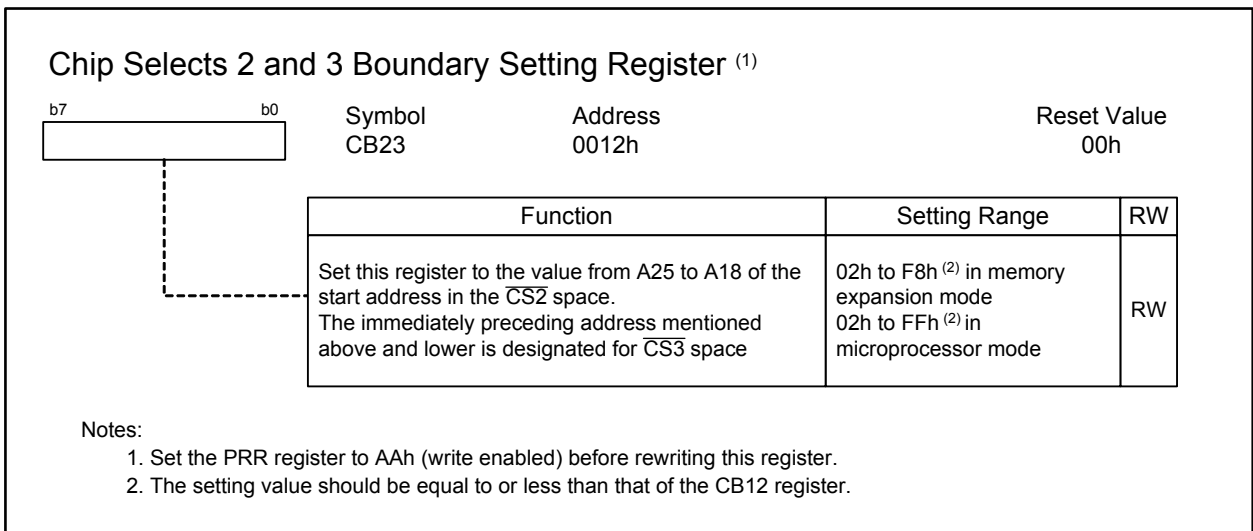 Chip Selects 2 and 3 Boundary Setting Register (1)
b7 b0
Symbol Address Reset Value
CB23 0012h 00h
Function Setting Range RW
Set this register to the value from A25 to A18 of the
start address in the CS2 space.
The immediately preceding address mentioned
above and lower is designated for CS3 space
02h to F8h (2) in memory
expansion mode
02h to FFh (2) in
microprocessor mode
RW
Notes:
1. Set the PRR register to AAh (write enabled) before rewriting this register.
2. The setting value should be equal to or less than that of the CB12 register.